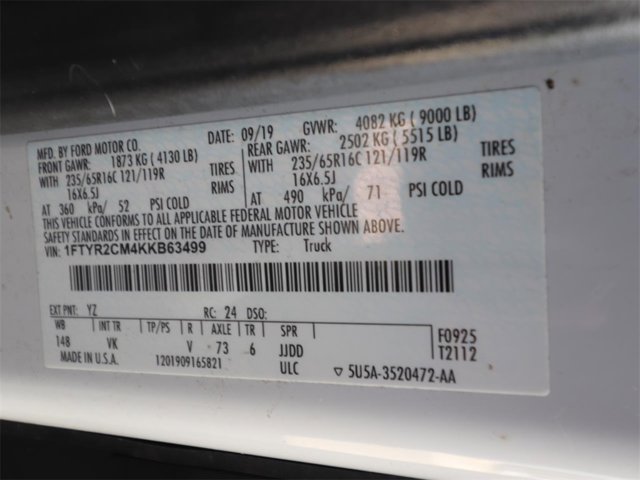 MFD. BY FORD MOTOR CO. 09/19 GVWR: 4082 KG ( 9000 LB)
FRONT GAWR: 1873 KG ( 4130 LB) REAR GAWR: 2502 KG ( 5515 LB)
WITH 235/65R16C 121/119R TIRES WITH 235/65R16C 121/119R TIRES
16X6.5J RIMS 16X6.5J RIMS
AT 360 kPa/ 52 PSI COLD AT 490 kPa/ 71 PSI COLD
THIS VEHICLE CONFORMS TO ALL APPLICABLE FEDERAL MOTOR VEHICLE
SAFETY STANDARDS IN EFFECT ON THE DATE OF MANUFACTURE SHOWN ABOVE.
VIN: 1FTYR2CM4KKB63499 TYPE: Truck
EXT PNT: YZ RC: 24 DSO:
WB INT TR TP/PS R AXLE TR SPR F0925
148 VK V 73 6 JJDD T2112
MADE IN U.S.A. 1201909165821 ULC ▽ 5U5A-3520472-AA